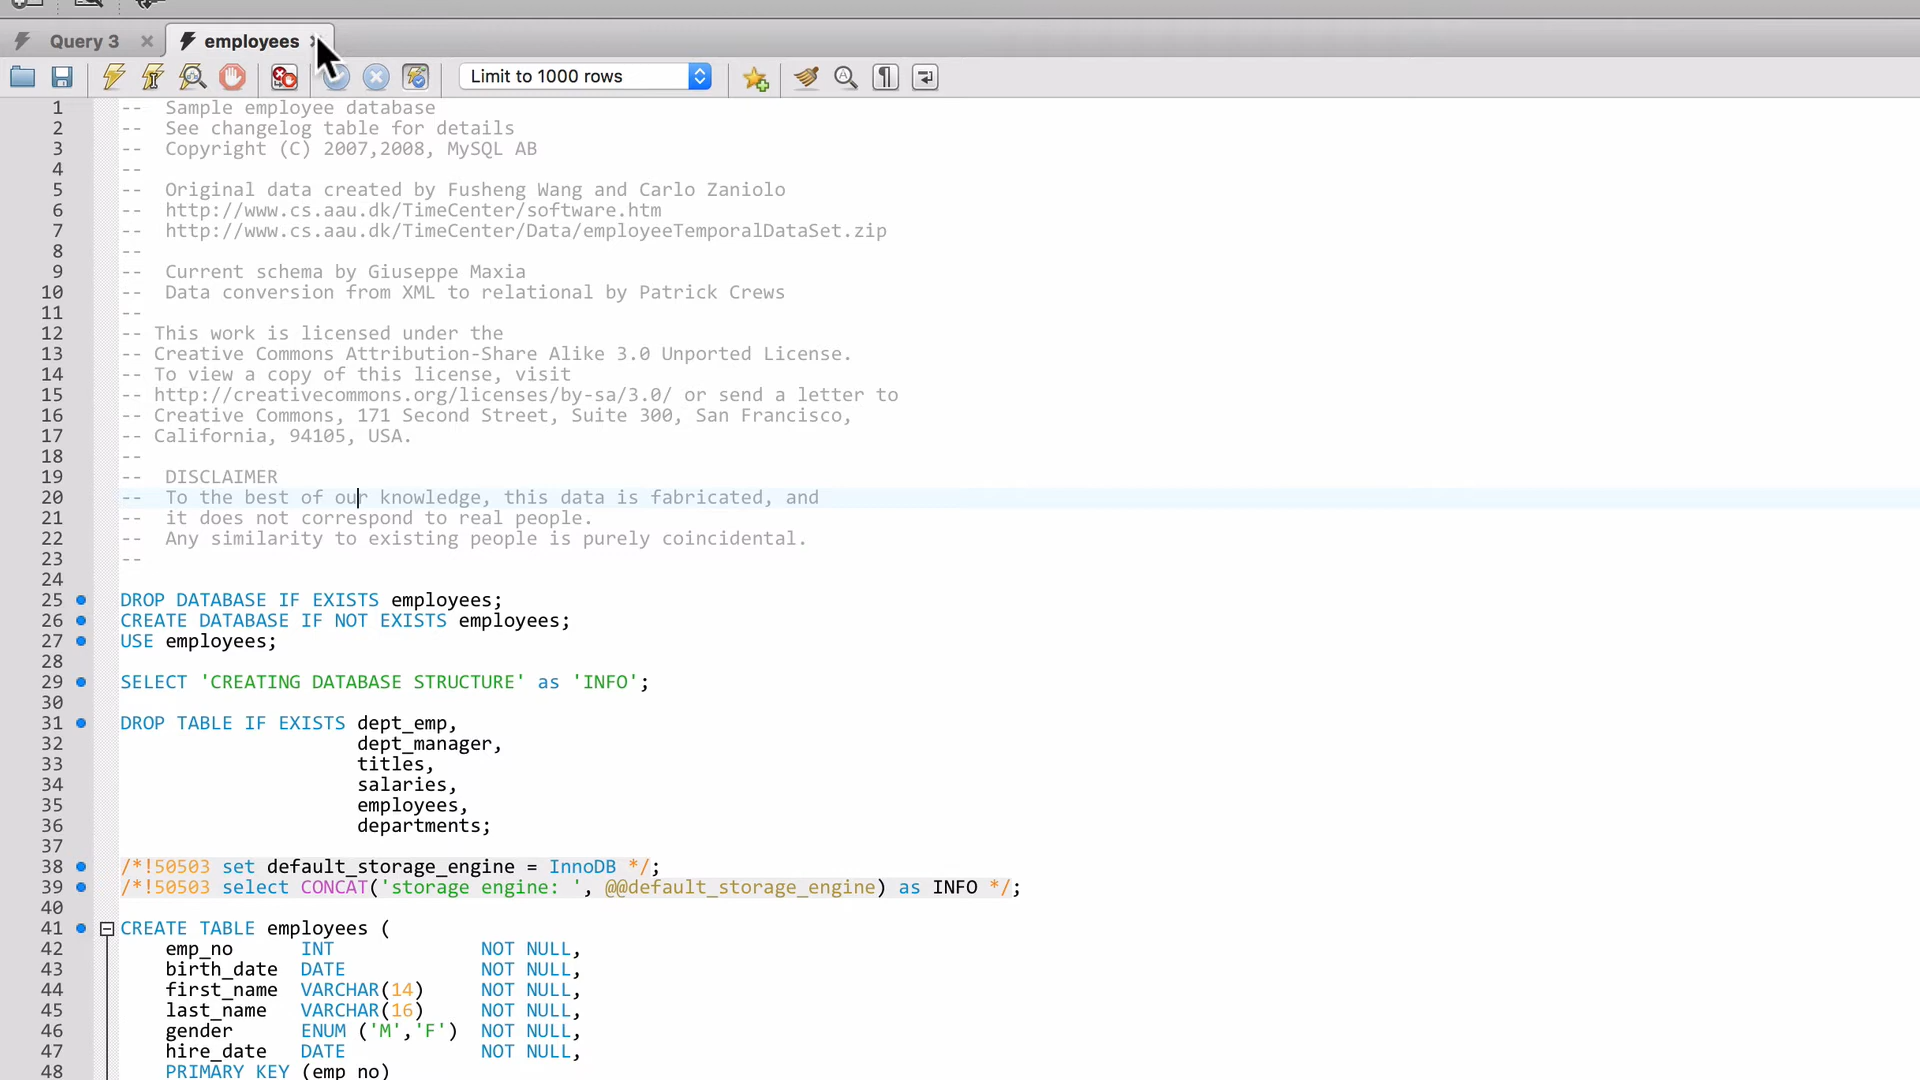 Query 3
employees
Limit to 1000 rows
1 -- Sample employee database
2 -- See changelog table for details
3 -- Copyright (C) 2007,2008, MySQL AB
4 --
5 -- Original data created by Fusheng Wang and Carlo Zaniolo
6 -- http://www.cs.aau.dk/TimeCenter/software.htm
7 -- http://www.cs.aau.dk/TimeCenter/Data/employeeTemporalDataSet.zip
8 --
9 -- Current schema by Giuseppe Maxia
10 -- Data conversion from XML to relational by Patrick Crews
11 --
12 -- This work is licensed under the
13 -- Creative Commons Attribution-Share Alike 3.0 Unported License.
14 -- To view a copy of this license, visit
15 -- http://creativecommons.org/licenses/by-sa/3.0/ or send a letter to
16 -- Creative Commons, 171 Second Street, Suite 300, San Francisco,
17 -- California, 94105, USA.
18 --
19 -- DISCLAIMER
20 -- To the best of our knowledge, this data is fabricated, and
21 -- it does not correspond to real people.
22 -- Any similarity to existing people is purely coincidental.
23 --
24
25 DROP DATABASE IF EXISTS employees;
26 CREATE DATABASE IF NOT EXISTS employees;
27 USE employees;
28
29 SELECT 'CREATING DATABASE STRUCTURE' as 'INFO';
30
31 DROP TABLE IF EXISTS dept_emp,
32 dept_manager,
33 titles,
34 salaries,
35 employees,
36 departments;
37
38 /*!50503 set default_storage_engine = InnoDB */;
39 /*!50503 select CONCAT('storage engine: ', @@default_storage_engine) as INFO */;
40
41 CREATE TABLE employees (
42 emp_no INT NOT NULL,
43 birth_date DATE NOT NULL,
44 first_name VARCHAR(14) NOT NULL,
45 last_name VARCHAR(16) NOT NULL,
46 gender ENUM ('M','F') NOT NULL,
47 hire_date DATE NOT NULL,
48 PRIMARY KEY (emp_no)